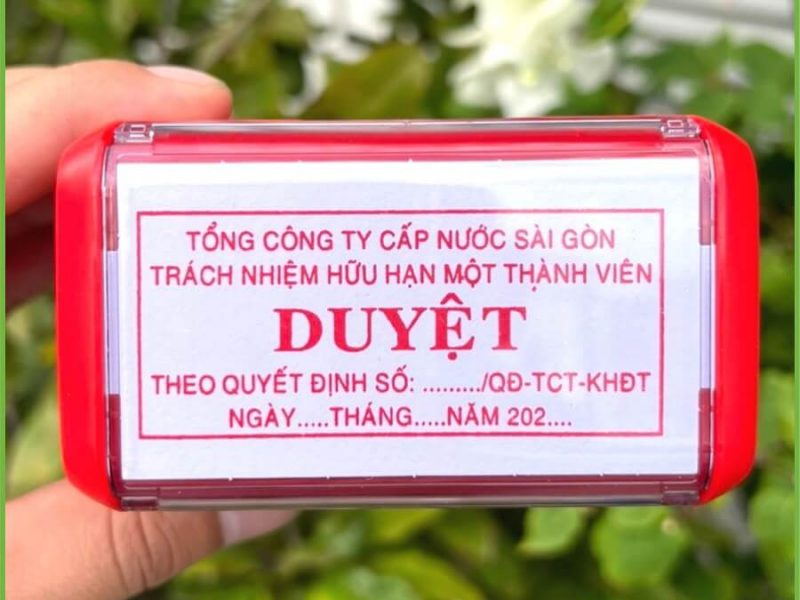 TỔNG CÔNG TY CẤP NƯỚC SÀI GÒN
TRÁCH NHIỆM HỮU HẠN MỘT THÀNH VIÊN
DUYỆT
THEO QUYẾT ĐỊNH SỐ: ........./QĐ-TCT-KHĐT
NGÀY.....THÁNG.....NĂM 202....